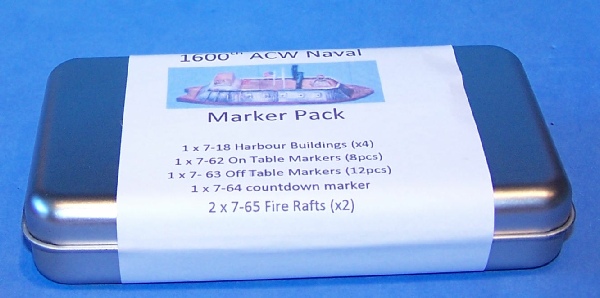 1600th ACW Naval
Marker Pack
1 x 7-18 Harbour Buildings (x4)
1 x 7-62 On Table Markers (8pcs)
1 x 7- 63 Off Table Markers (12pcs)
1 x 7-64 countdown marker
2 x 7-65 Fire Rafts (x2)